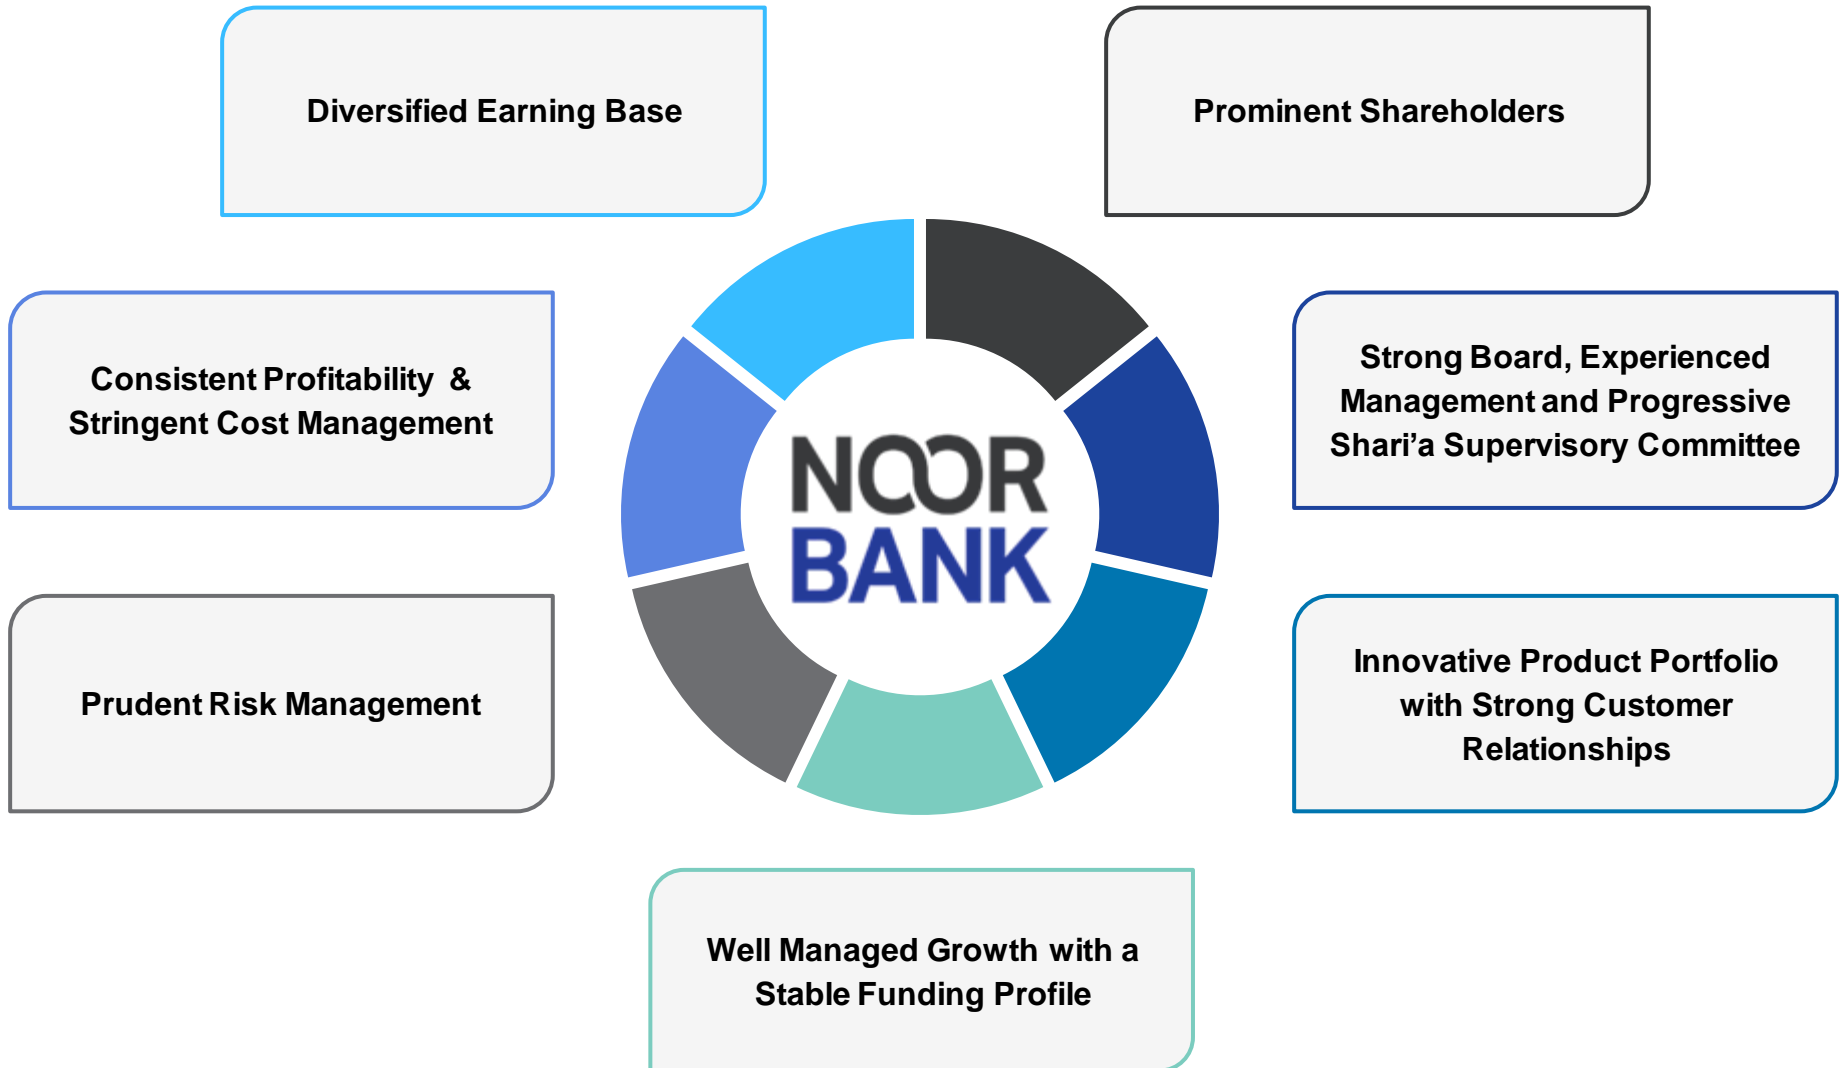 Diversified Earning Base
Prominent Shareholders
Consistent Profitability &
Stringent Cost Management
Strong Board, Experienced
Management and Progressive
Shari’a Supervisory Committee
NOOR
BANK
Prudent Risk Management
Innovative Product Portfolio
with Strong Customer
Relationships
Well Managed Growth with a
Stable Funding Profile